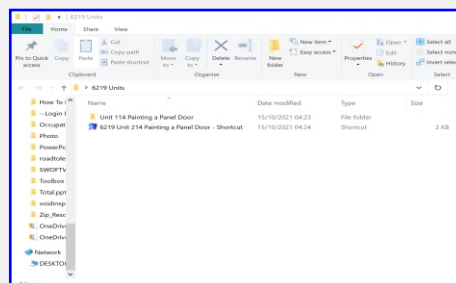 6219 Units
File Home Share View
Pin to Quick access
Copy
Paste
Cut
Copy path
Paste shortcut
Move to
Copy to
Delete
Rename
New folder
New item
Easy access
Properties
Open
Edit
History
Select all
Select none
Invert selec
Clipboard Organise New Open Select
6219 Units
Name Date modified Type Size
Unit 114 Painting a Panel Door 15/10/2021 04:23 File folder
6219 Unit 214 Painting a Panel Door - Shortcut 15/10/2021 04:24 Shortcut 2 KB
How To
--Login
Occupat
Photo
PowerPo
roadtole
SWOFTV
Toolbox
Total.ppt
voidinsp
Zip_Resc
OneDriv
OneDriv
Network
DESKTO